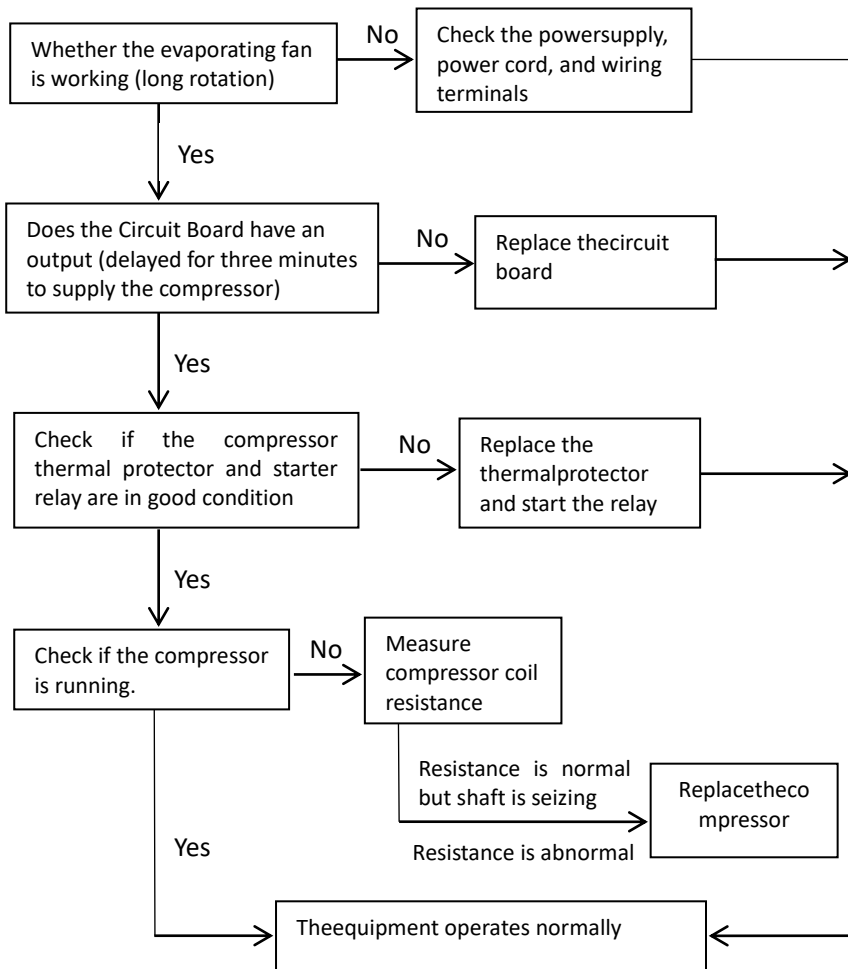 Whether the evaporating fan
is working (long rotation)
No
Check the powersupply,
power cord, and wiring
terminals
Yes
Does the Circuit Board have an
output (delayed for three minutes
to supply the compressor)
No
Replace thecircuit
board
Yes
Check if the compressor
thermal protector and starter
relay are in good condition
No
Replace the
thermalprotector
and start the relay
Yes
Check if the compressor
is running.
No
Measure
compressor coil
resistance
Resistance is normal
but shaft is seizing
Resistance is abnormal
Replacetheco
mpressor
Yes
Theequipment operates normally